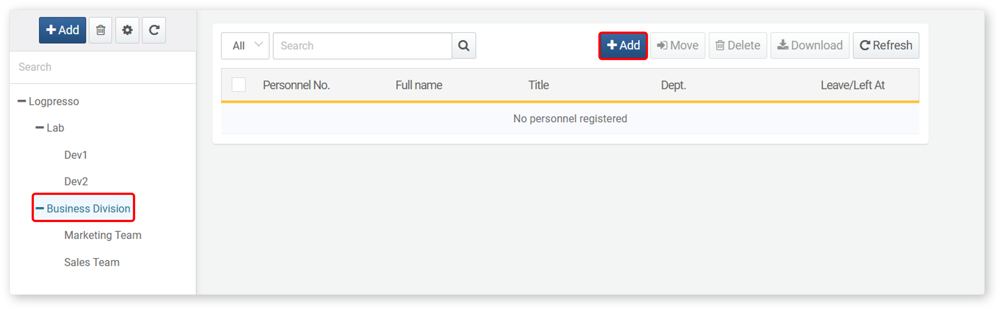 Add
Search
Logpresso
Lab
Dev1
Dev2
Business Division
Marketing Team
Sales Team
All Search Add Move Delete Download Refresh
Personnel No. Full name Title Dept. Leave/Left At
No personnel registered